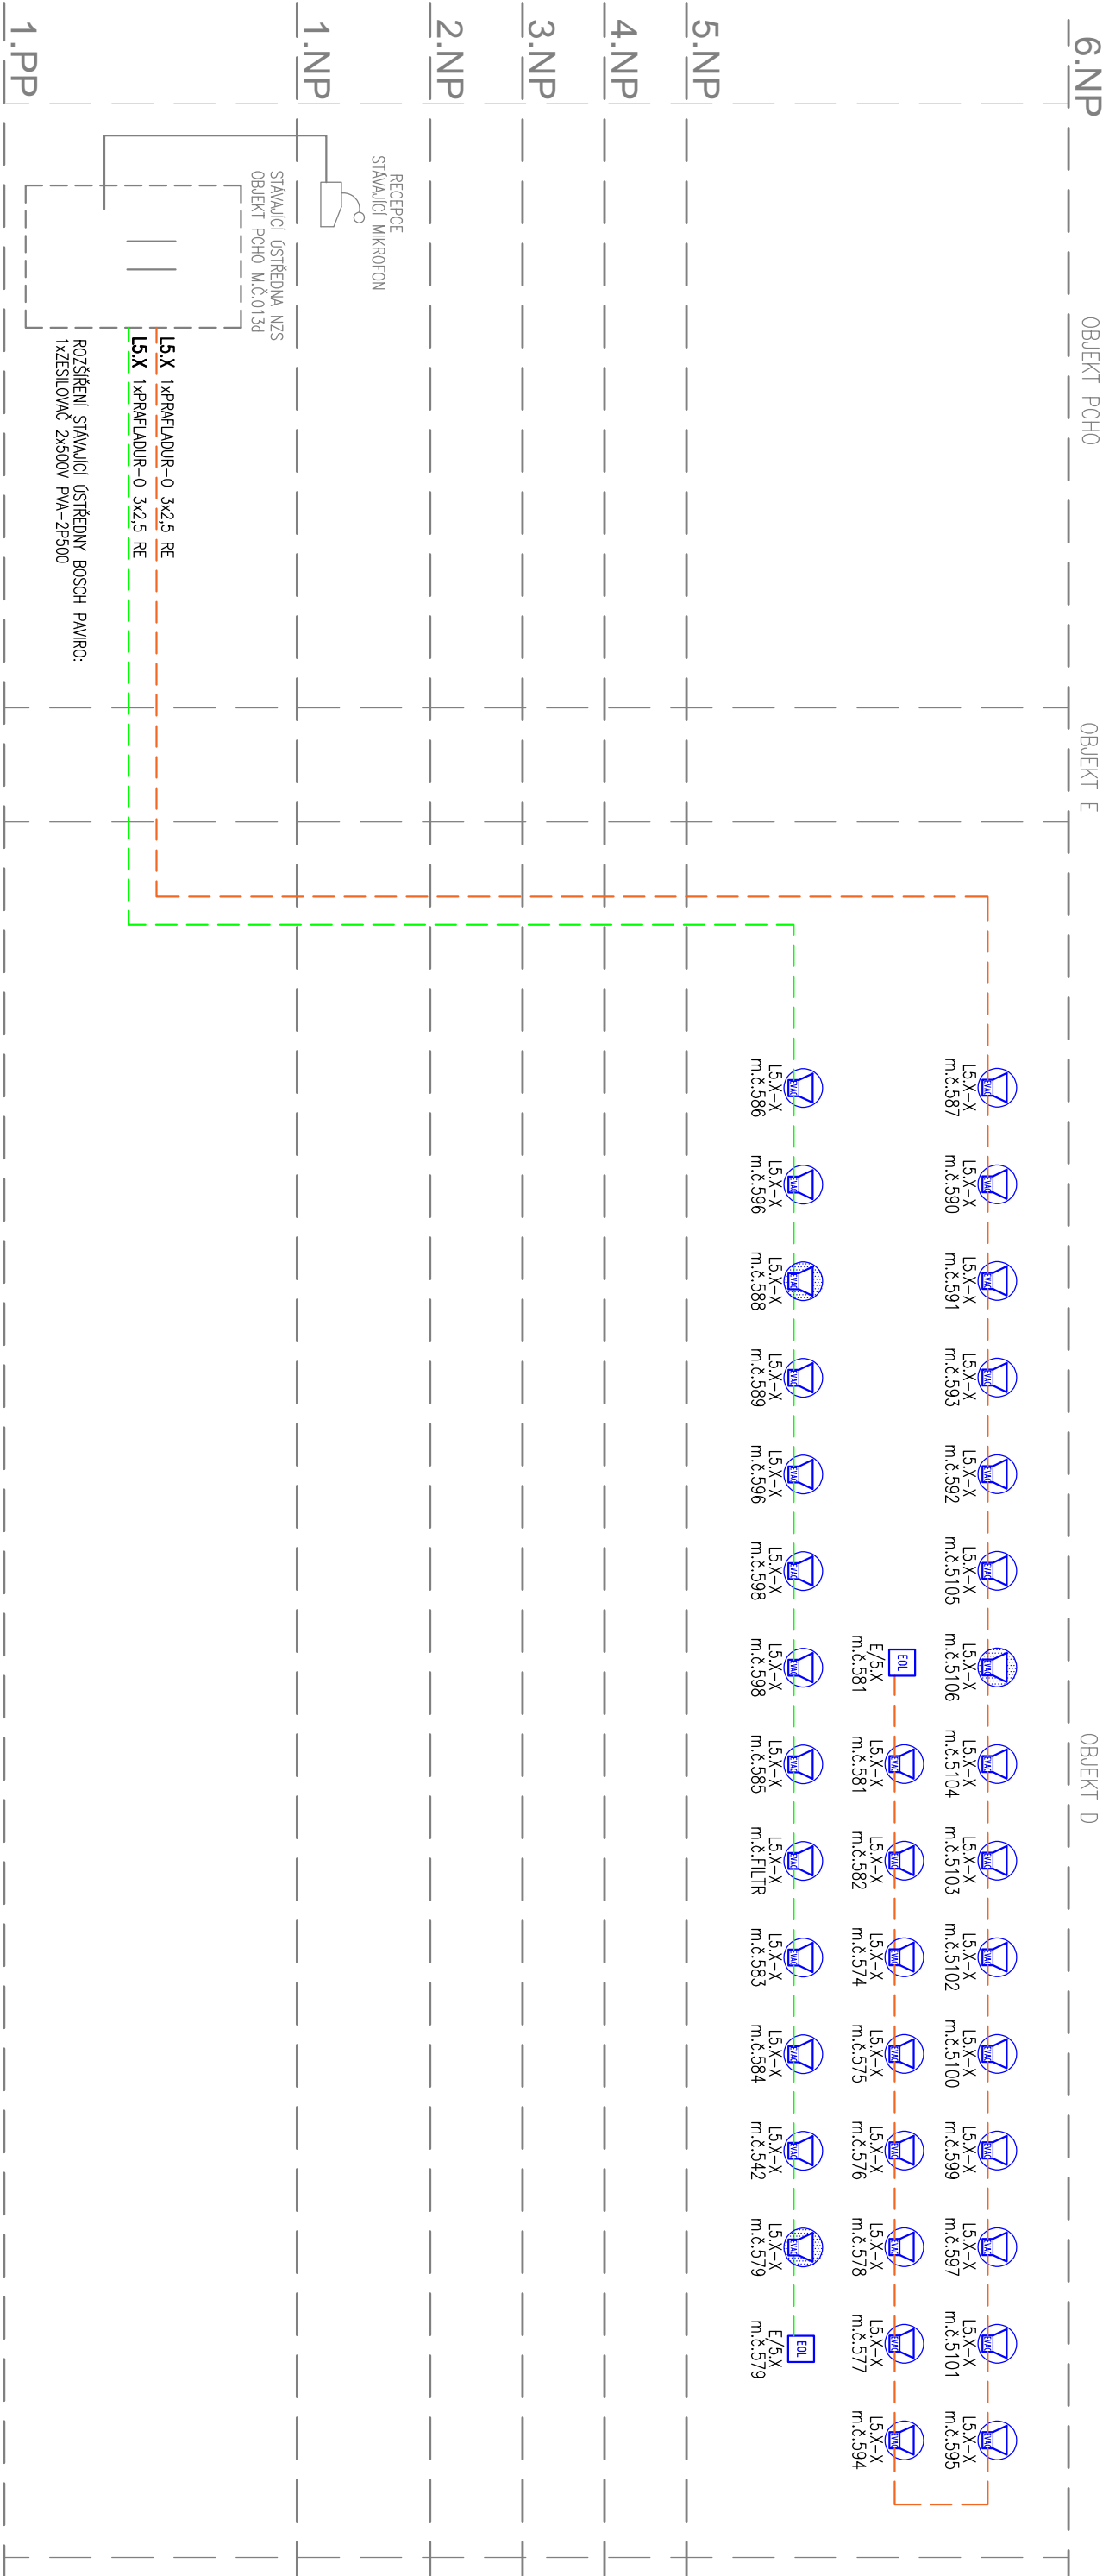 OBJEKT PCHO
OBJEKT E
OBJEKT D
6.NP
L5.X-X
m.č.587
L5.X-X
m.č.590
L5.X-X
m.č.591
L5.X-X
m.č.593
L5.X-X
m.č.592
L5.X-X
m.č.5105
L5.X-X
m.č.5106
L5.X-X
m.č.5104
L5.X-X
m.č.5103
L5.X-X
m.č.5102
L5.X-X
m.č.5100
L5.X-X
m.č.599
L5.X-X
m.č.597
L5.X-X
m.č.5101
L5.X-X
m.č.595
EOL
E/5.X
m.č.581
L5.X-X
m.č.581
L5.X-X
m.č.582
L5.X-X
m.č.574
L5.X-X
m.č.575
L5.X-X
m.č.576
L5.X-X
m.č.578
L5.X-X
m.č.577
L5.X-X
m.č.594
L5.X-X
m.č.586
L5.X-X
m.č.596
L5.X-X
m.č.588
L5.X-X
m.č.589
L5.X-X
m.č.596
L5.X-X
m.č.598
L5.X-X
m.č.598
L5.X-X
m.č.585
L5.X-X
m.č.FILTR
L5.X-X
m.č.583
L5.X-X
m.č.584
L5.X-X
m.č.542
L5.X-X
m.č.579
EOL
E/5.X
m.č.579
5.NP
4.NP
3.NP
2.NP
RECEPCE
STÁVAJÍCÍ MIKROFON
1.NP
STÁVAJÍCÍ ÚSTŘEDNA NZS
OBJEKT PCHO M.Č.013d
L5.X 1xPRAFLADUR-O 3x2,5 RE
L5.X 1xPRAFLADUR-O 3x2,5 RE
ROZŠÍŘENÍ STÁVAJÍCÍ ÚSTŘEDNY BOSCH PAVIRO:
1xZESILOVAČ 2x500V PVA-2P500
1.PP